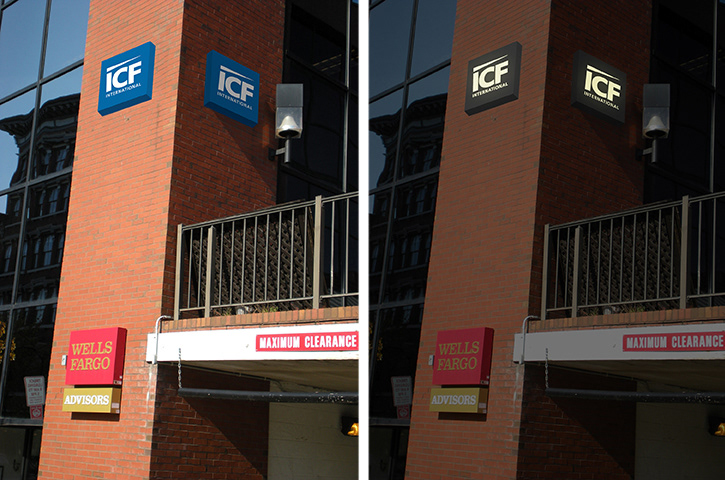 ICF
INTERNATIONAL
ICF
INTERNATIONAL
WELLS
FARGO
ADVISORS
MAXIMUM CLEARANCE
ICF
INTERNATIONAL
ICF
INTERNATIONAL
WELLS
FARGO
ADVISORS
MAXIMUM CLEARANCE